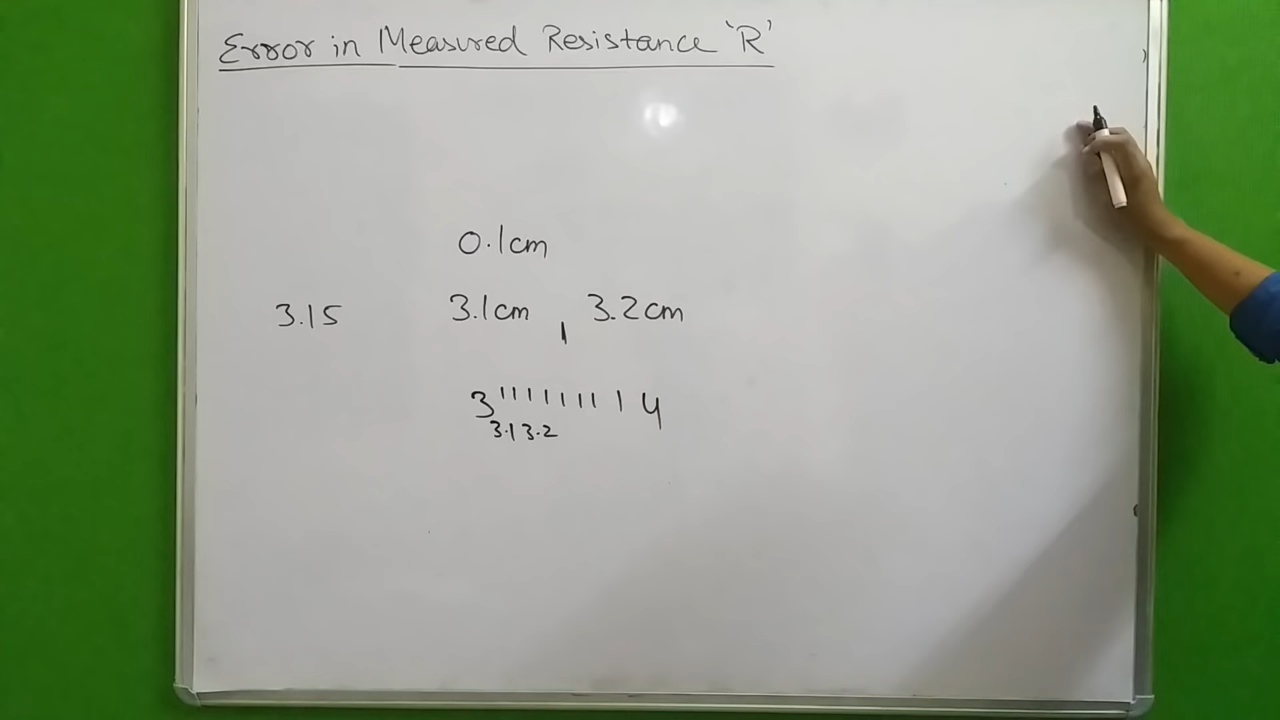 Error in Measured Resistance 'R'
0.1cm
3.15 3.1cm , 3.2cm
3 4
3.1 3.2